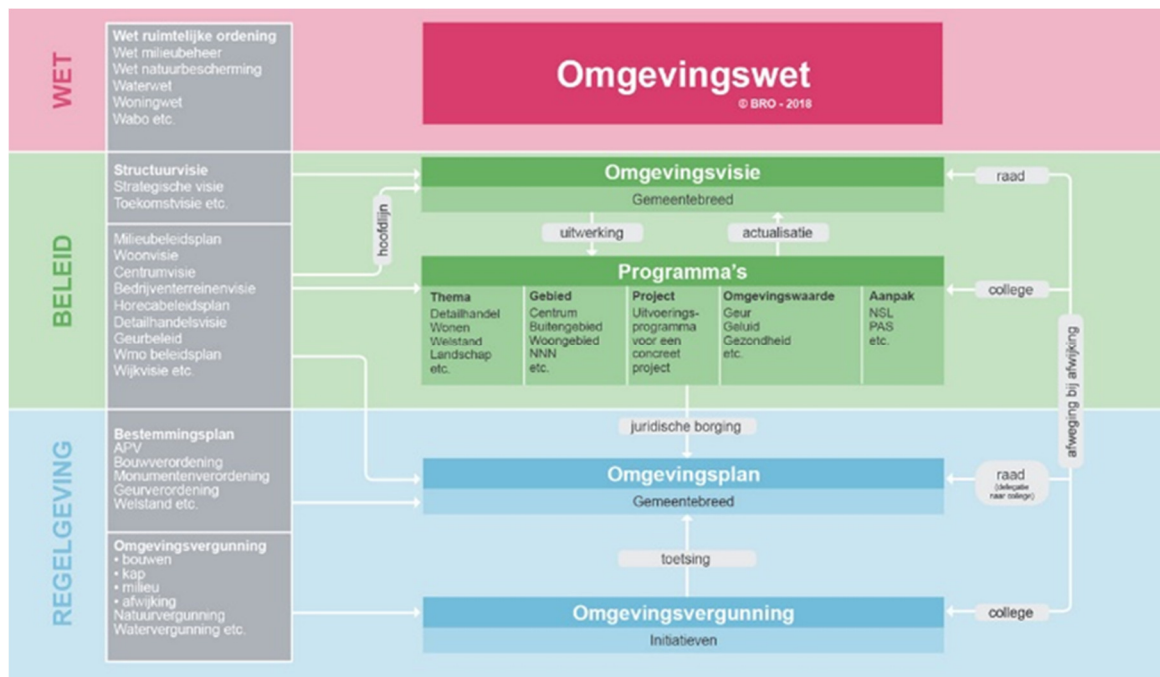 WET
Wet ruimtelijke ordening
Wet milieubeheer
Wet natuurbescherming
Waterwet
Woningwet
Wabo etc.
Omgevingswet
© BRO - 2018
BELEID
Structuurvisie
Strategische visie
Toekomstvisie etc.
Milieubeleidsplan
Woonvisie
Centrumvisie
Bedrijventerreinenvisie
Horecabeleidsplan
Detailhandelsvisie
Geurbeleid
Wmo beleidsplan
Wijkvisie etc.
hoofdlijn
Omgevingsvisie
Gemeentebreed
uitwerking
actualisatie
Programma's
Thema
Detailhandel
Wonen
Welstand
Landschap
etc.
Gebied
Centrum
Buitengebied
Woongebied
NNN
etc.
Project
Uitvoerings-
programma
voor een
concreet
project
Omgevingswaarde
Geur
Geluid
Gezondheid
etc.
Aanpak
NSL
PAS
etc.
raad
college
afweging bij afwijking
REGELGEVING
Bestemmingsplan
APV
Bouwverordening
Monumentenverordening
Geurverordening
Welstand etc.
Omgevingsvergunning
• bouwen
• kap
• milieu
• afwijking
Natuurvergunning
Watervergunning etc.
juridische borging
Omgevingsplan
Gemeentebreed
raad
(delegatie
naar college)
toetsing
Omgevingsvergunning
Initiatieven
college